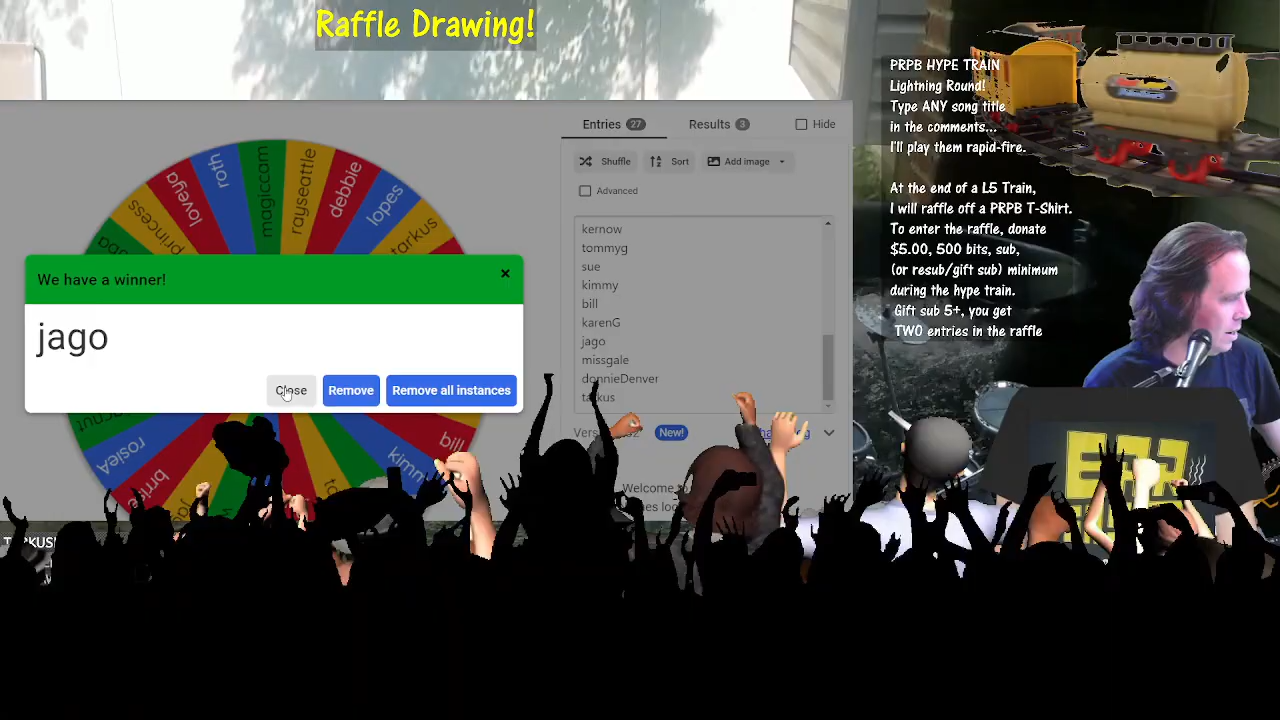 Raffle Drawing!
PRPB HYPE TRAIN
Lightning Round!
Type ANY song title
in the comments...
I'll play them rapid-fire.
At the end of a L5 Train,
I will raffle off a PRPB T-Shirt.
To enter the raffle, donate
$5.00, 500 bits, sub,
(or resub/gift sub) minimum
during the hype train.
Gift sub 5+, you get
TWO entries in the raffle
Entries 27
Results 3
Hide
Shuffle
Sort
Add image
Advanced
kernow
tommyg
sue
kimmy
bill
karenG
jago
missgale
donnieDenver
tarkus
New!
Welcome to
princess
lovega
roth
magiccam
rayseattle
debbie
lopes
tarkus
We have a winner!
×
jago
Close
Remove
Remove all instances
rosieA
bill
kimm